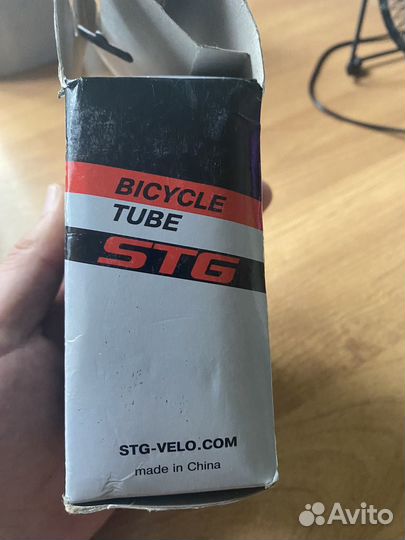 BICYCLE
TUBE
STG
STG-VELO.COM
made in China
Avito